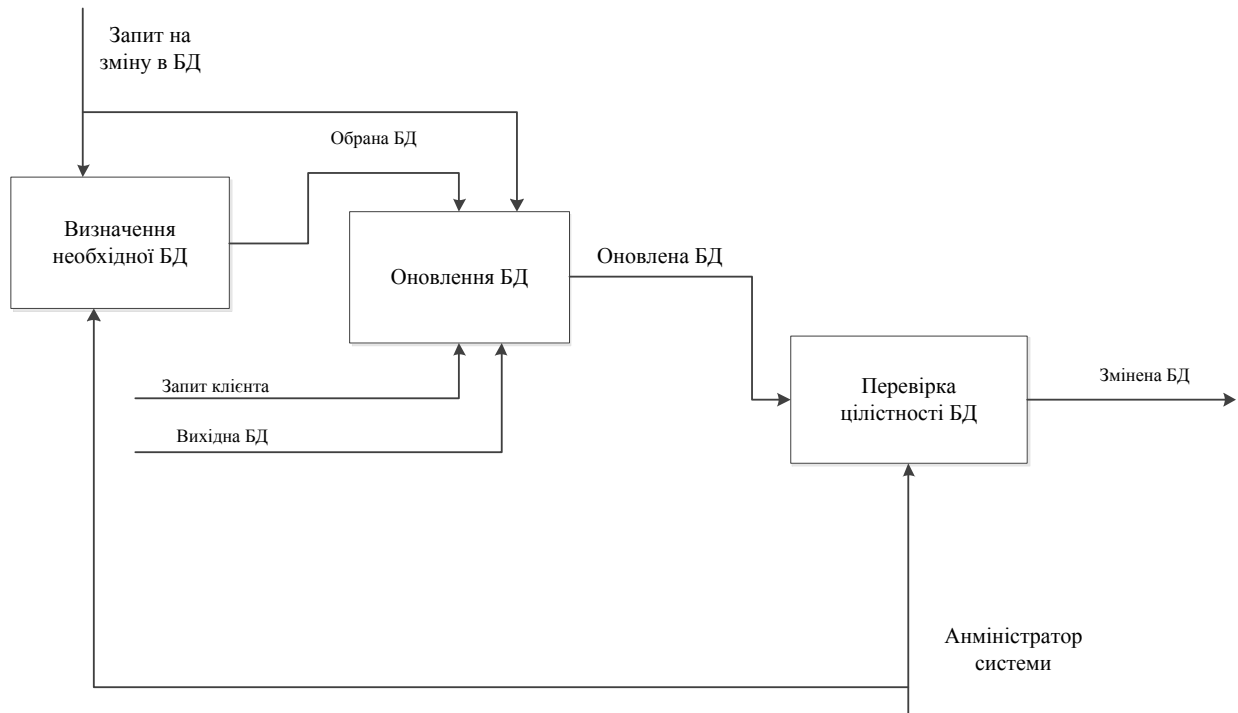 Запит на
зміну в БД
Обрана БД
Визначення
необхідної БД
Оновлення БД
Оновлена БД
Запит клієнта
Вихідна БД
Перевірка
цілістності БД
Змінена БД
Анміністратор
системи